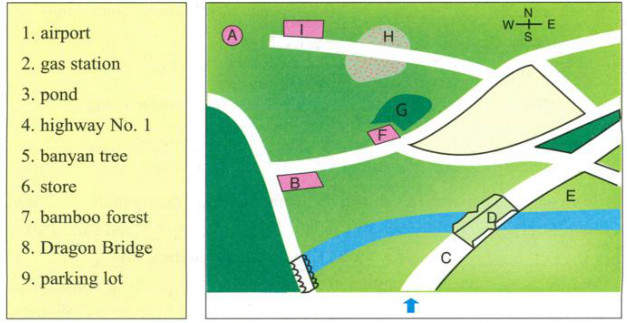 1. airport
2. gas station
3. pond
4. highway No. 1
5. banyan tree
6. store
7. bamboo forest
8. Dragon Bridge
9. parking lot
N
W E
S
A
I
H
G
F
B
E
D
C